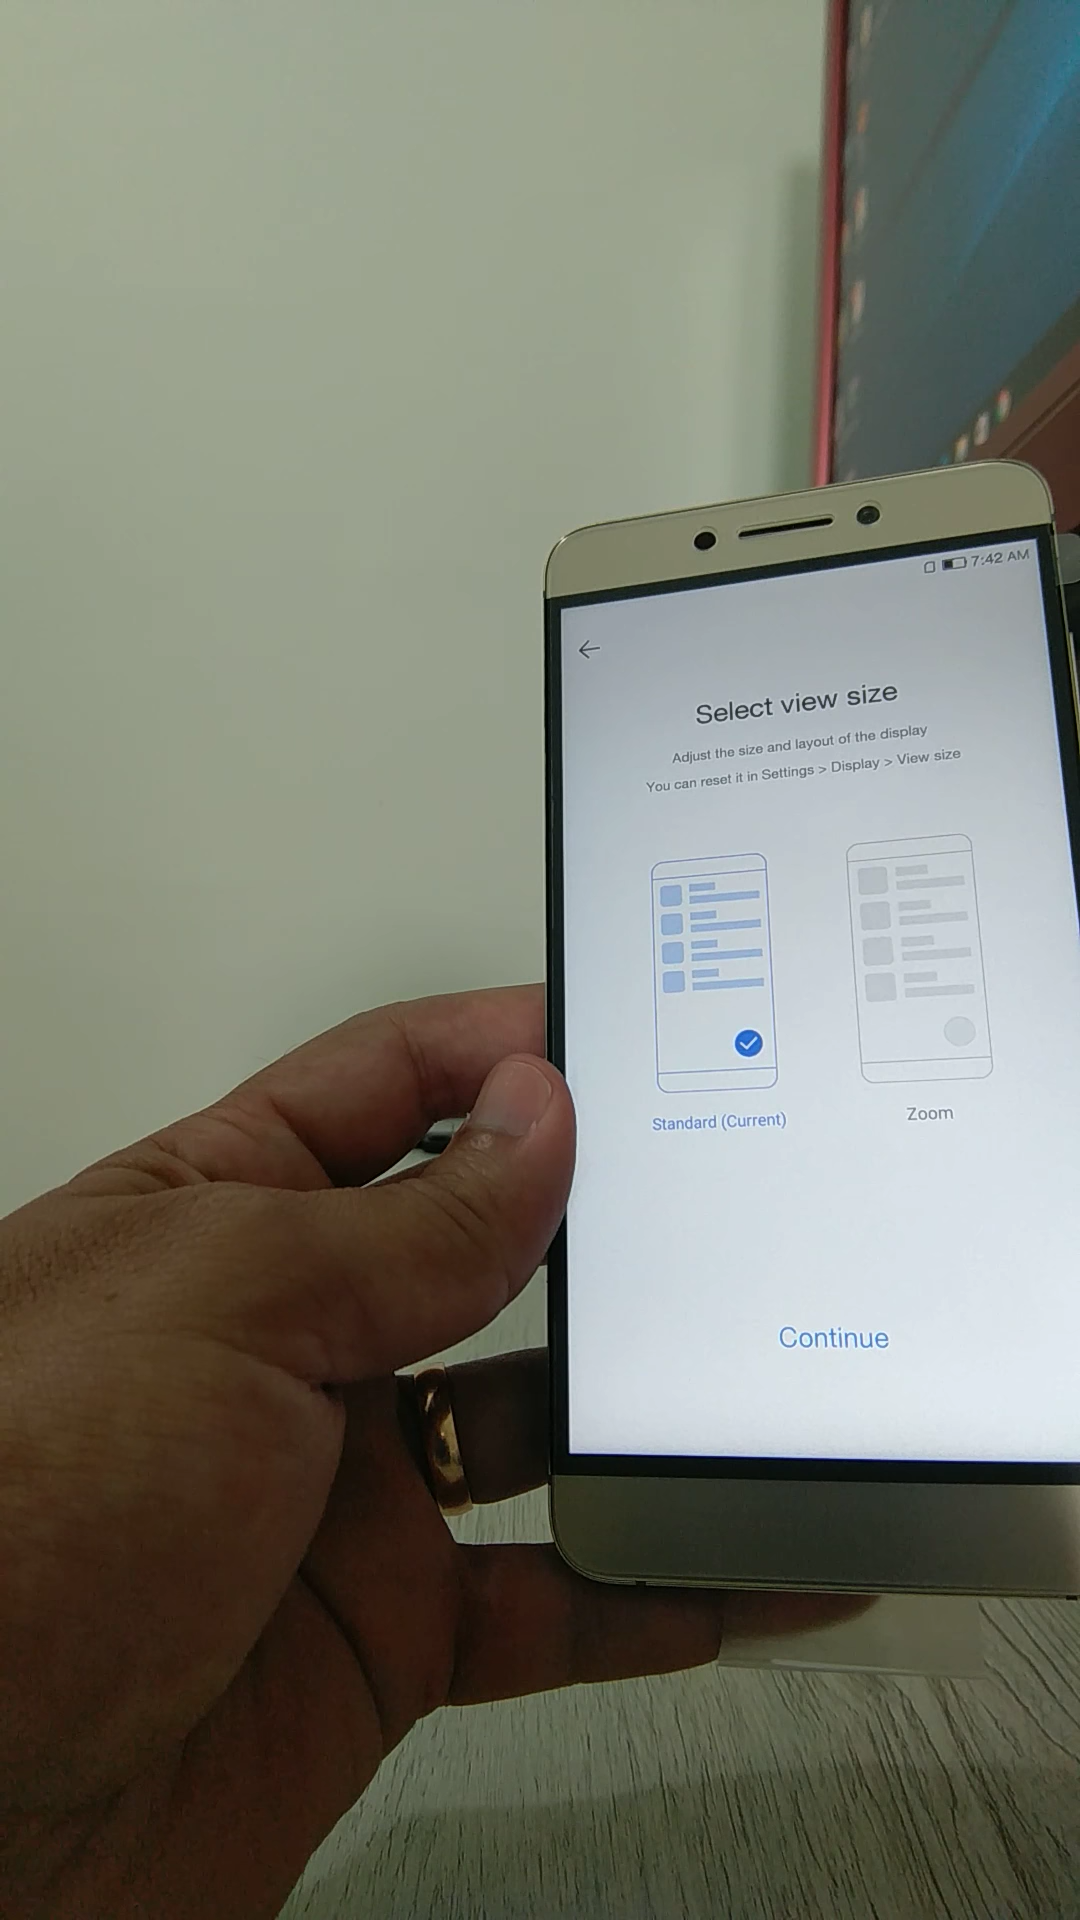 7:42 AM
Select view size
Adjust the size and layout of the display
You can reset it in Settings > Display > View size
Standard (Current)
Zoom
Continue